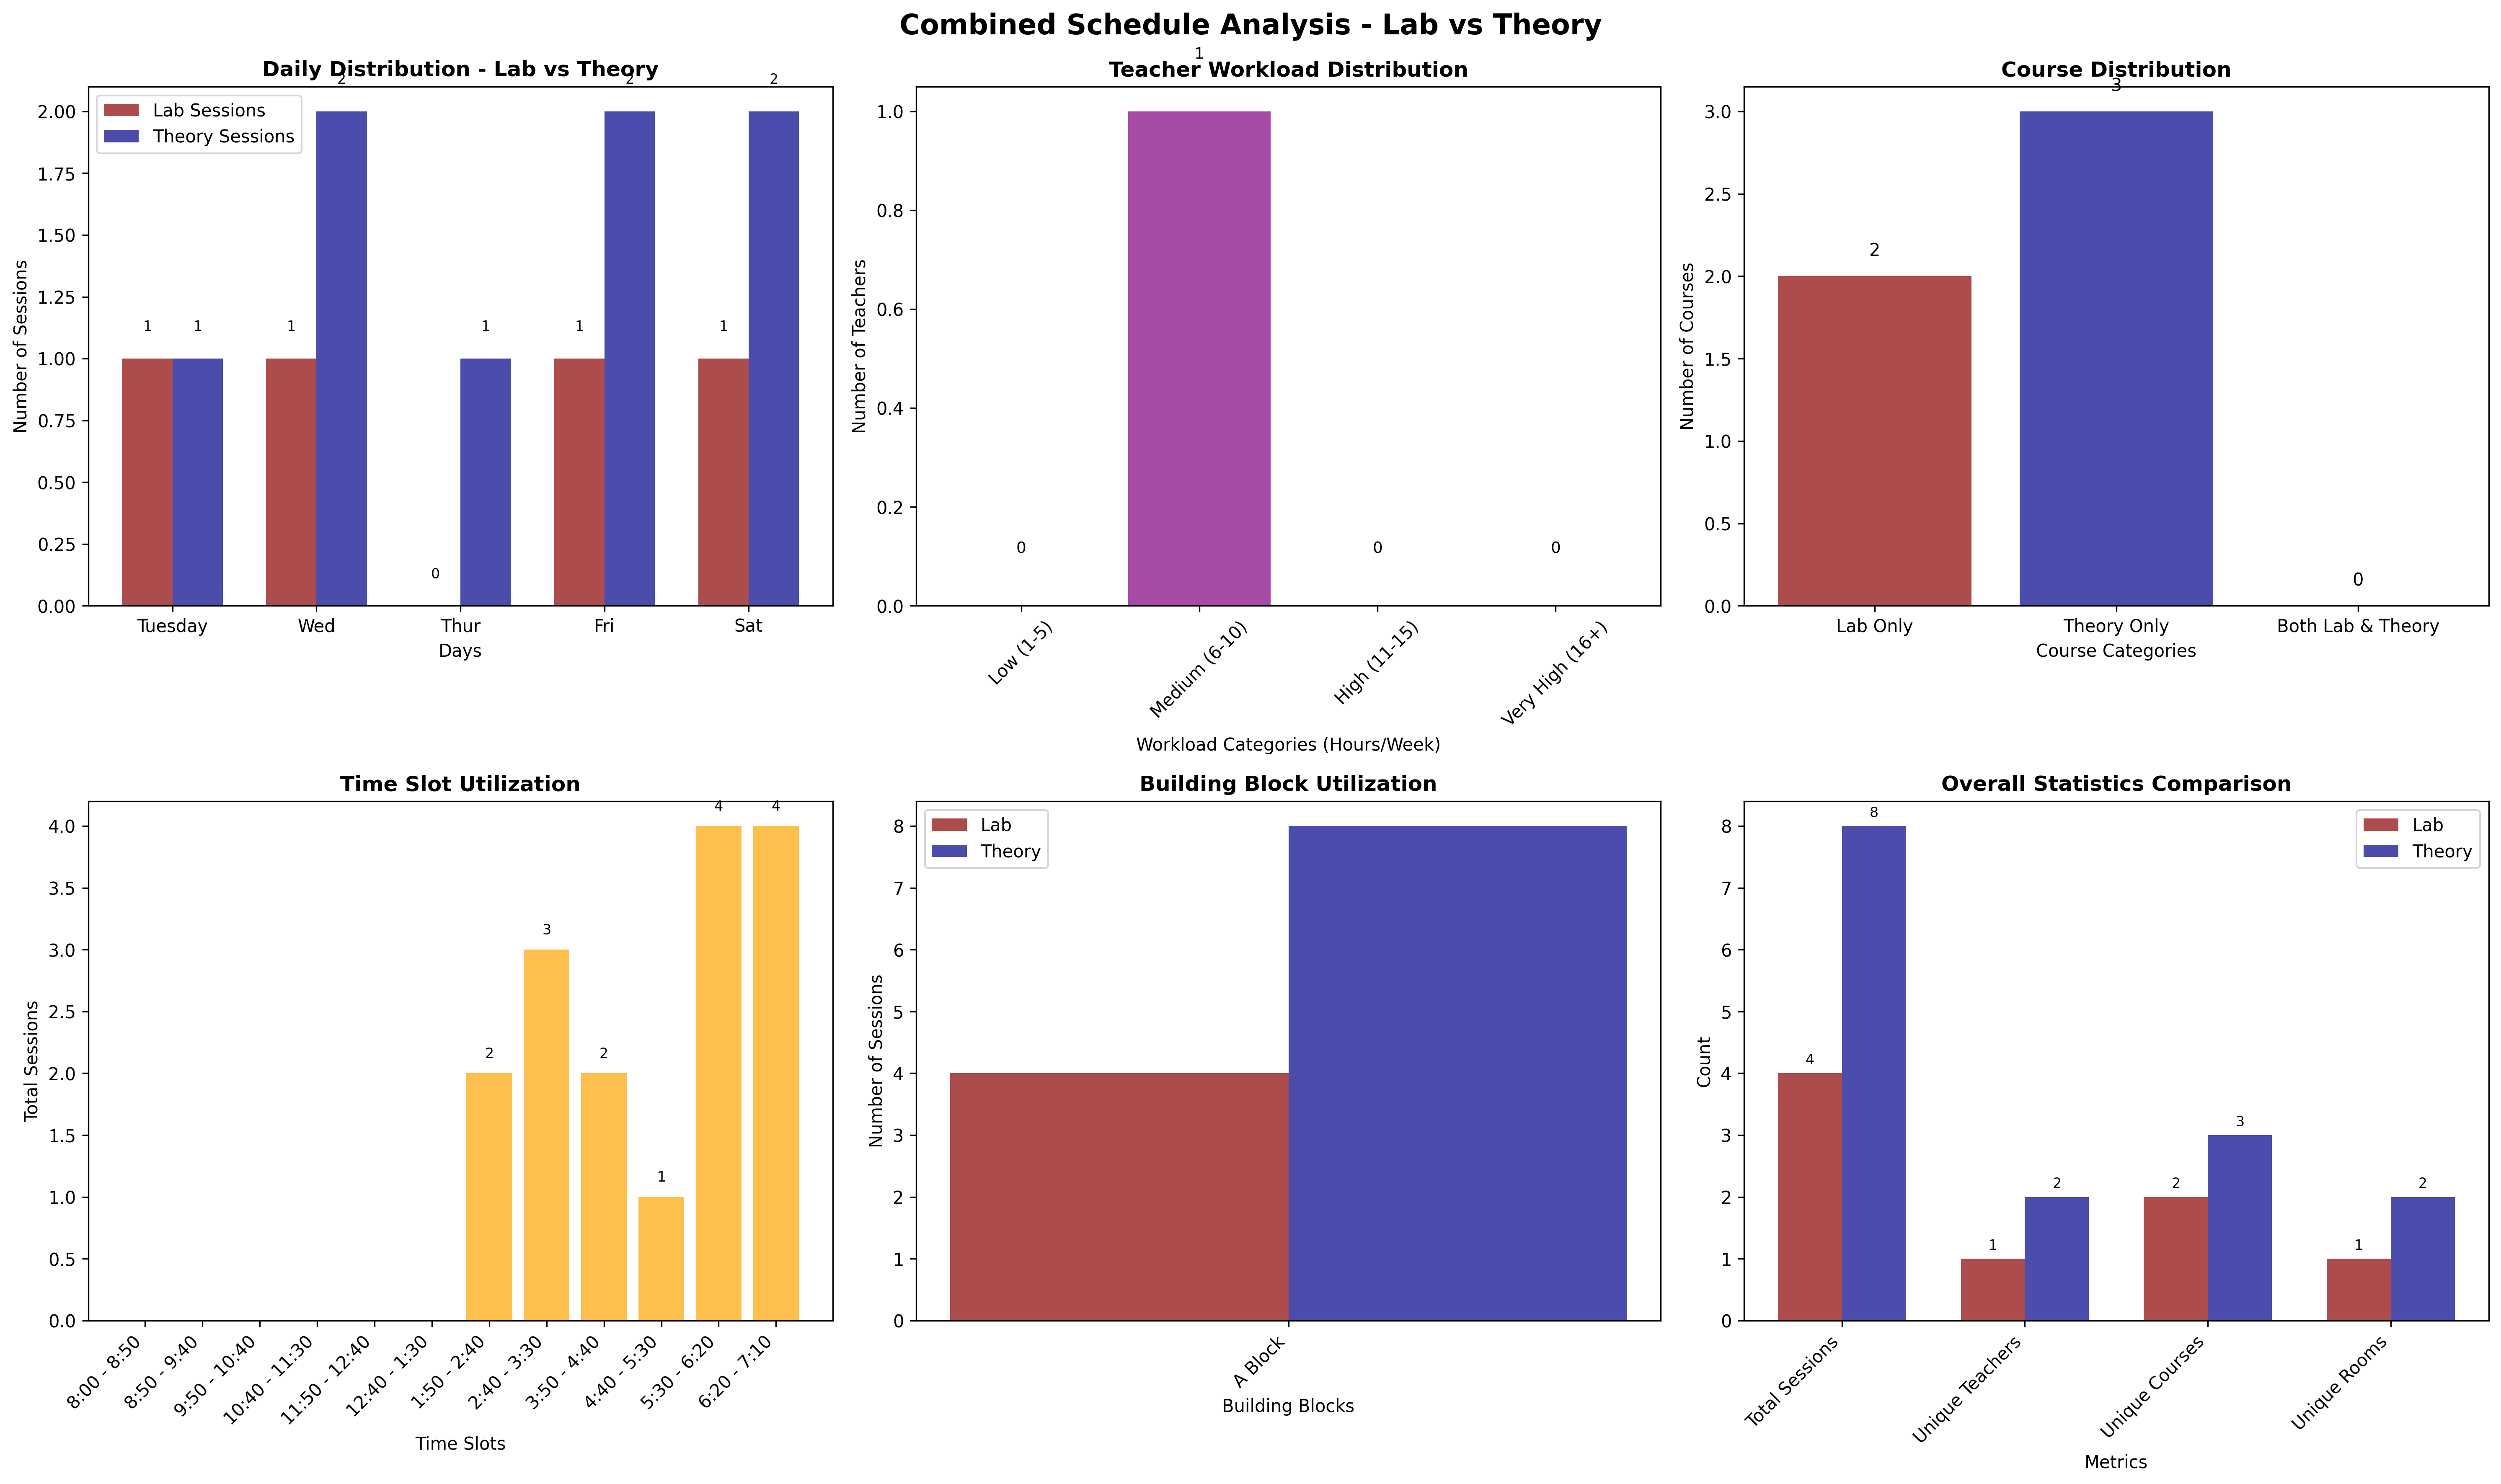 Combined Schedule Analysis - Lab vs Theory
Daily Distribution - Lab vs Theory
2
2
2
Lab Sessions
Theory Sessions
2.00
1.75
1.50
1.25
1.00
0.75
0.50
0.25
0.00
Number of Sessions
1
1
1
0
1
1
1
Tuesday
Wed
Thur
Fri
Sat
Days
1
Teacher Workload Distribution
1.0
0.8
0.6
0.4
0.2
0.0
Number of Teachers
0
0
0
Low (1-5)
Medium (6-10)
High (11-15)
Very High (16+)
Workload Categories (Hours/Week)
Course Distribution
3
3.0
2.5
2.0
1.5
1.0
0.5
0.0
Number of Courses
2
0
Lab Only
Theory Only
Both Lab & Theory
Course Categories
Time Slot Utilization
4
4
4.0
3.5
3.0
2.5
2.0
1.5
1.0
0.5
0.0
Total Sessions
2
3
2
1
8:00 - 8:50
8:50 - 9:40
9:50 - 10:40
10:40 - 11:30
11:50 - 12:40
12:40 - 1:30
1:50 - 2:40
2:40 - 3:30
3:50 - 4:40
4:40 - 5:30
5:30 - 6:20
6:20 - 7:10
Time Slots
Building Block Utilization
Lab
Theory
8
7
6
5
4
3
2
1
0
Number of Sessions
A Block
Building Blocks
Overall Statistics Comparison
Lab
Theory
8
7
6
5
4
3
2
1
0
Count
4
8
1
2
2
3
1
2
Total Sessions
Unique Teachers
Unique Courses
Unique Rooms
Metrics